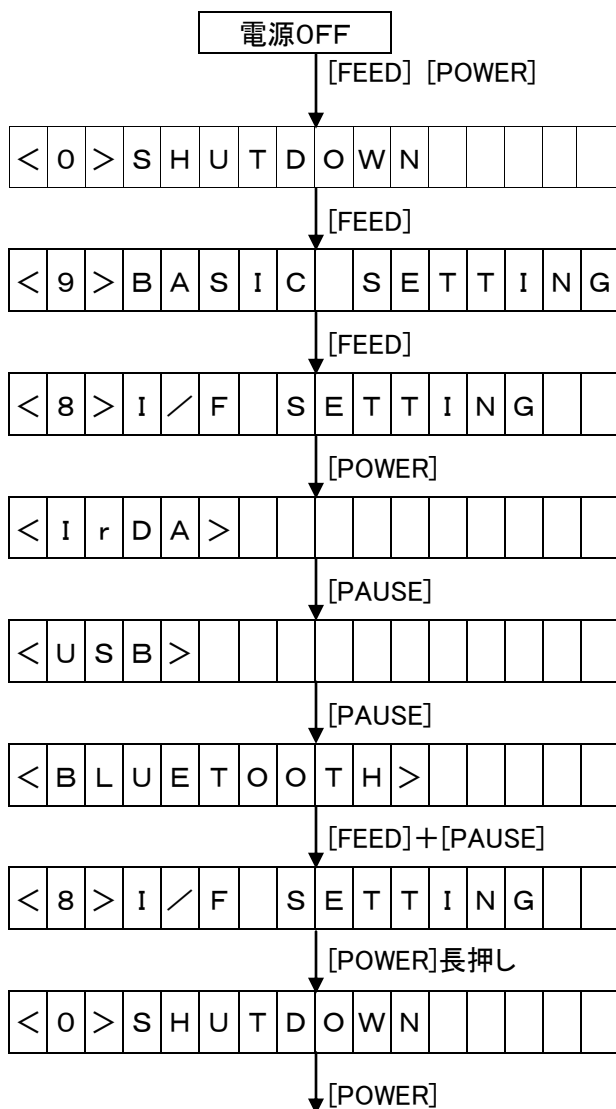 電源OFF
[FEED] [POWER]
<0>SHUTDOWN
[FEED]
<9>BASIC SETTING
[FEED]
<8>I/F SETTING
[POWER]
<IrDA>
[PAUSE]
<USB>
[PAUSE]
<BLUETOOTH>
[FEED]+[PAUSE]
<8>I/F SETTING
[POWER]長押し
<0>SHUTDOWN
[POWER]